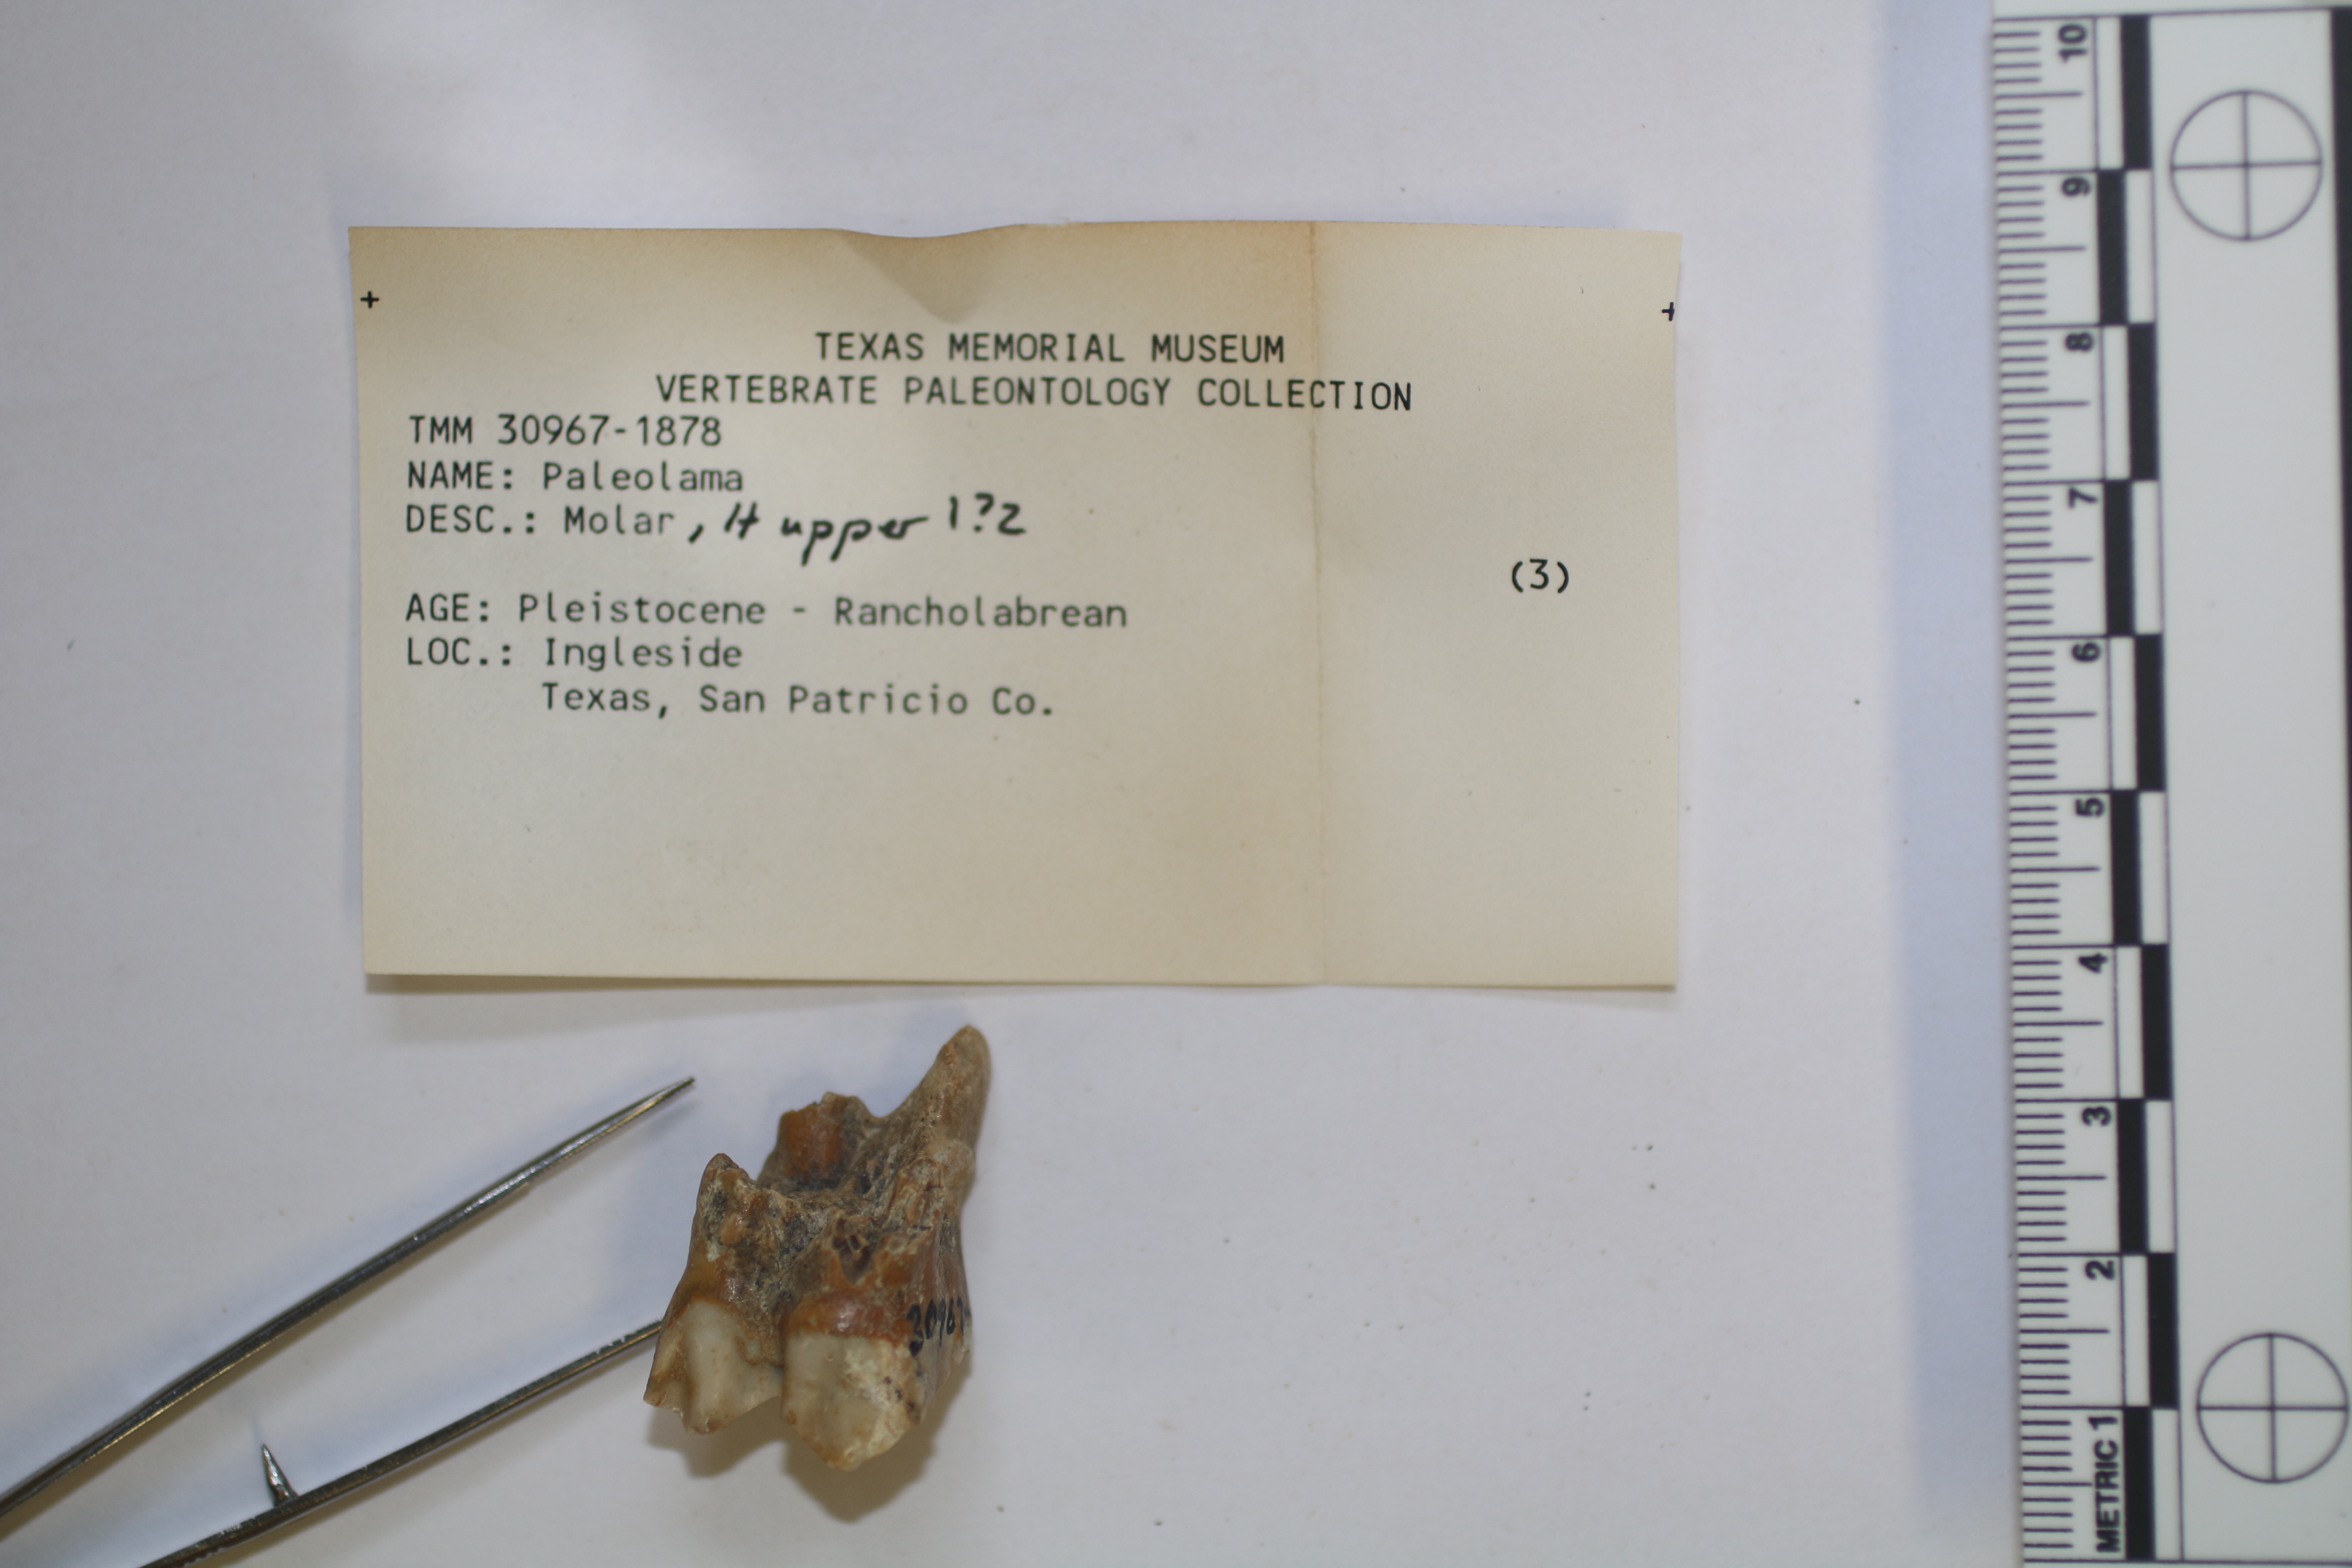 TEXAS MEMORIAL MUSEUM
VERTEBRATE PALEONTOLOGY COLLECTION
TMM 30967-1878
NAME: Paleolama
DESC.: Molar, lt upper 1?2
(3)
AGE: Pleistocene - Rancholabrean
LOC.: Ingleside
Texas, San Patricio Co.
30967-
10
9
8
7
6
5
4
3
2
METRIC 1